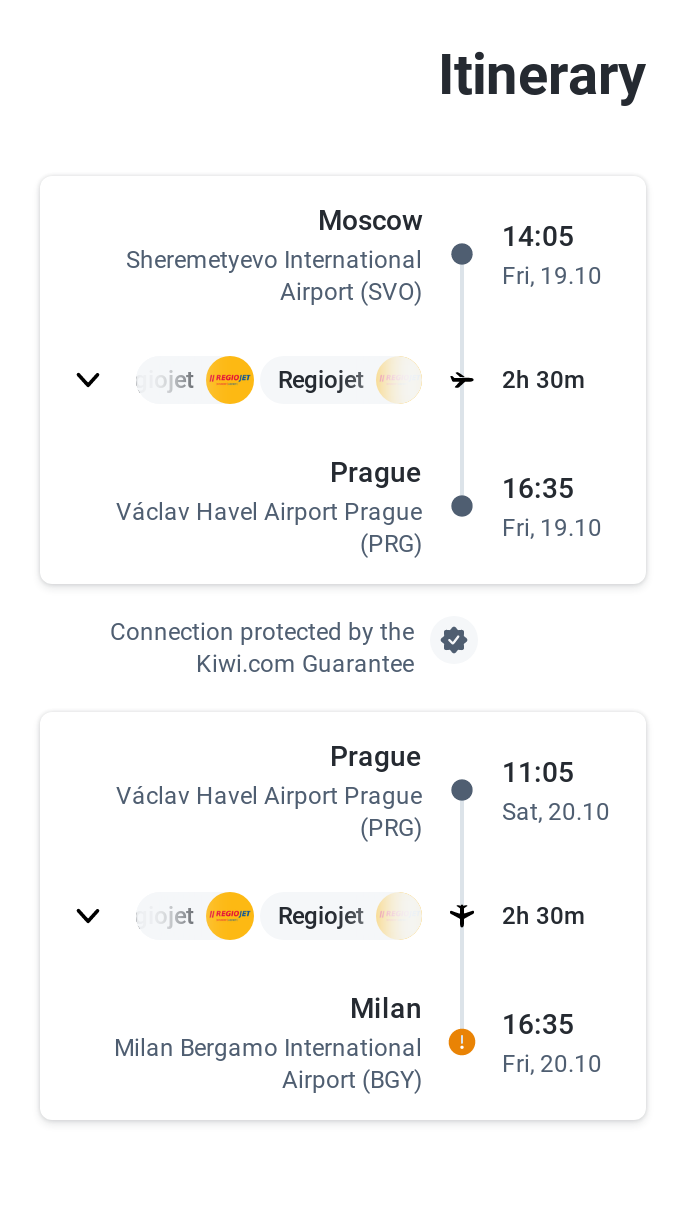 Itinerary
Moscow
14:05
Sheremetyevo International
Airport (SVO)
Fri, 19.10
giojet
REGIOJET
Regiojet
REGIOJET
2h 30m
Prague
16:35
Václav Havel Airport Prague
(PRG)
Fri, 19.10
Connection protected by the
Kiwi.com Guarantee
Prague
11:05
Václav Havel Airport Prague
(PRG)
Sat, 20.10
giojet
REGIOJET
Regiojet
REGIOJET
2h 30m
Milan
16:35
Milan Bergamo International
Airport (BGY)
Fri, 20.10